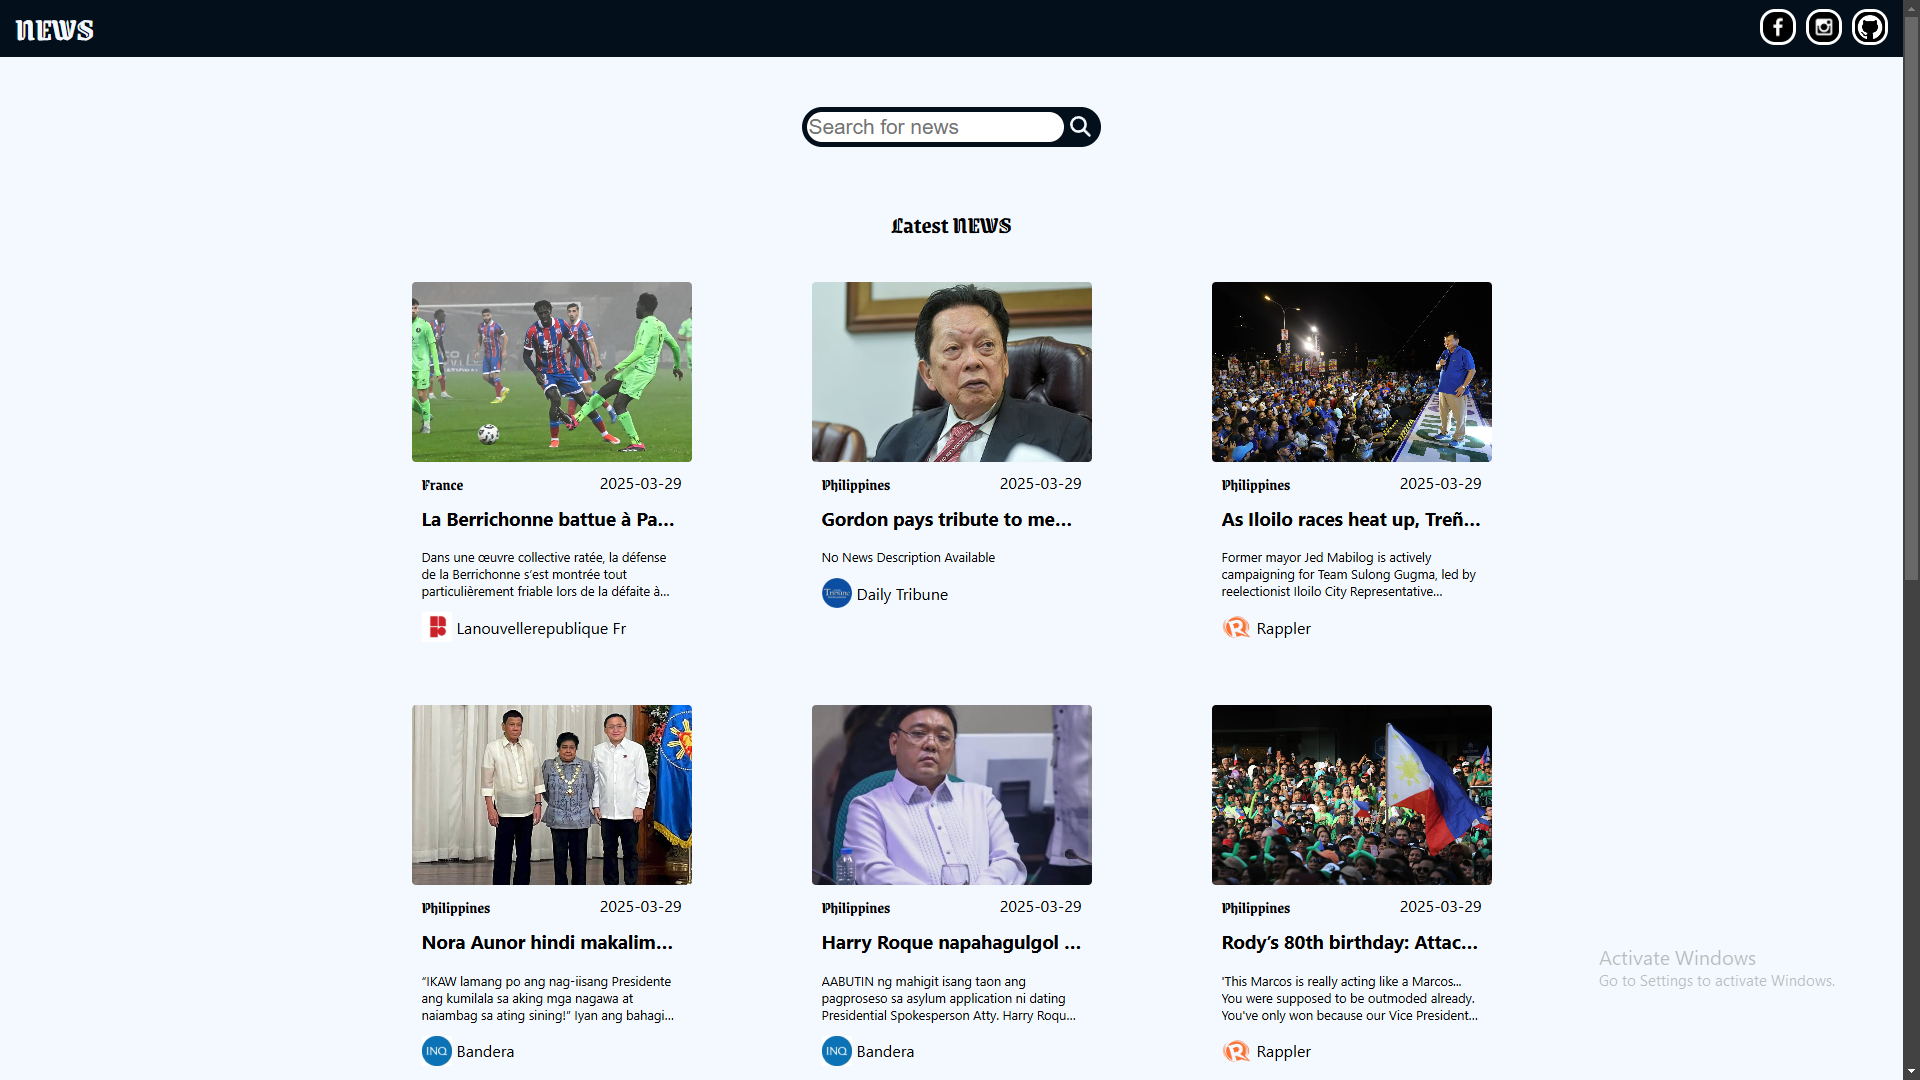 NEWS
Search for news
Latest NEWS
France 2025-03-29
La Berrichonne battue à Pa...
Dans une œuvre collective ratée, la défense
de la Berrichonne s’est montrée tout
particulièrement friable lors de la défaite à...
Lanouvellerepublique Fr
Philippines 2025-03-29
Gordon pays tribute to me...
No News Description Available
Tribune
Daily Tribune
Philippines 2025-03-29
As Iloilo races heat up, Treñ...
Former mayor Jed Mabilog is actively
campaigning for Team Sulong Gugma, led by
reelectionist Iloilo City Representative...
Rappler
Philippines 2025-03-29
Nora Aunor hindi makalim...
“IKAW lamang po ang nag-iisang Presidente
ang kumilala sa aking mga nagawa at
naiambag sa ating sining!” Iyan ang bahagi...
INQ
Bandera
Philippines 2025-03-29
Harry Roque napahagulgol ...
AABUTIN ng mahigit isang taon ang
pagproseso sa asylum application ni dating
Presidential Spokesperson Atty. Harry Roqu...
INQ
Bandera
Philippines 2025-03-29
Rody’s 80th birthday: Attac...
'This Marcos is really acting like a Marcos...
You were supposed to be outmoded already.
You've only won because our Vice President...
Rappler
Activate Windows
Go to Settings to activate Windows.